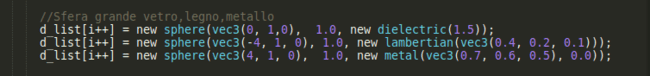 //Sfera grande vetro,legno,metallo
d_list[i++] = new sphere(vec3(0, 1,0),  1.0, new dielectric(1.5));
d_list[i++] = new sphere(vec3(-4, 1, 0), 1.0, new lambertian(vec3(0.4, 0.2, 0.1)));
d_list[i++] = new sphere(vec3(4, 1, 0),  1.0, new metal(vec3(0.7, 0.6, 0.5), 0.0));